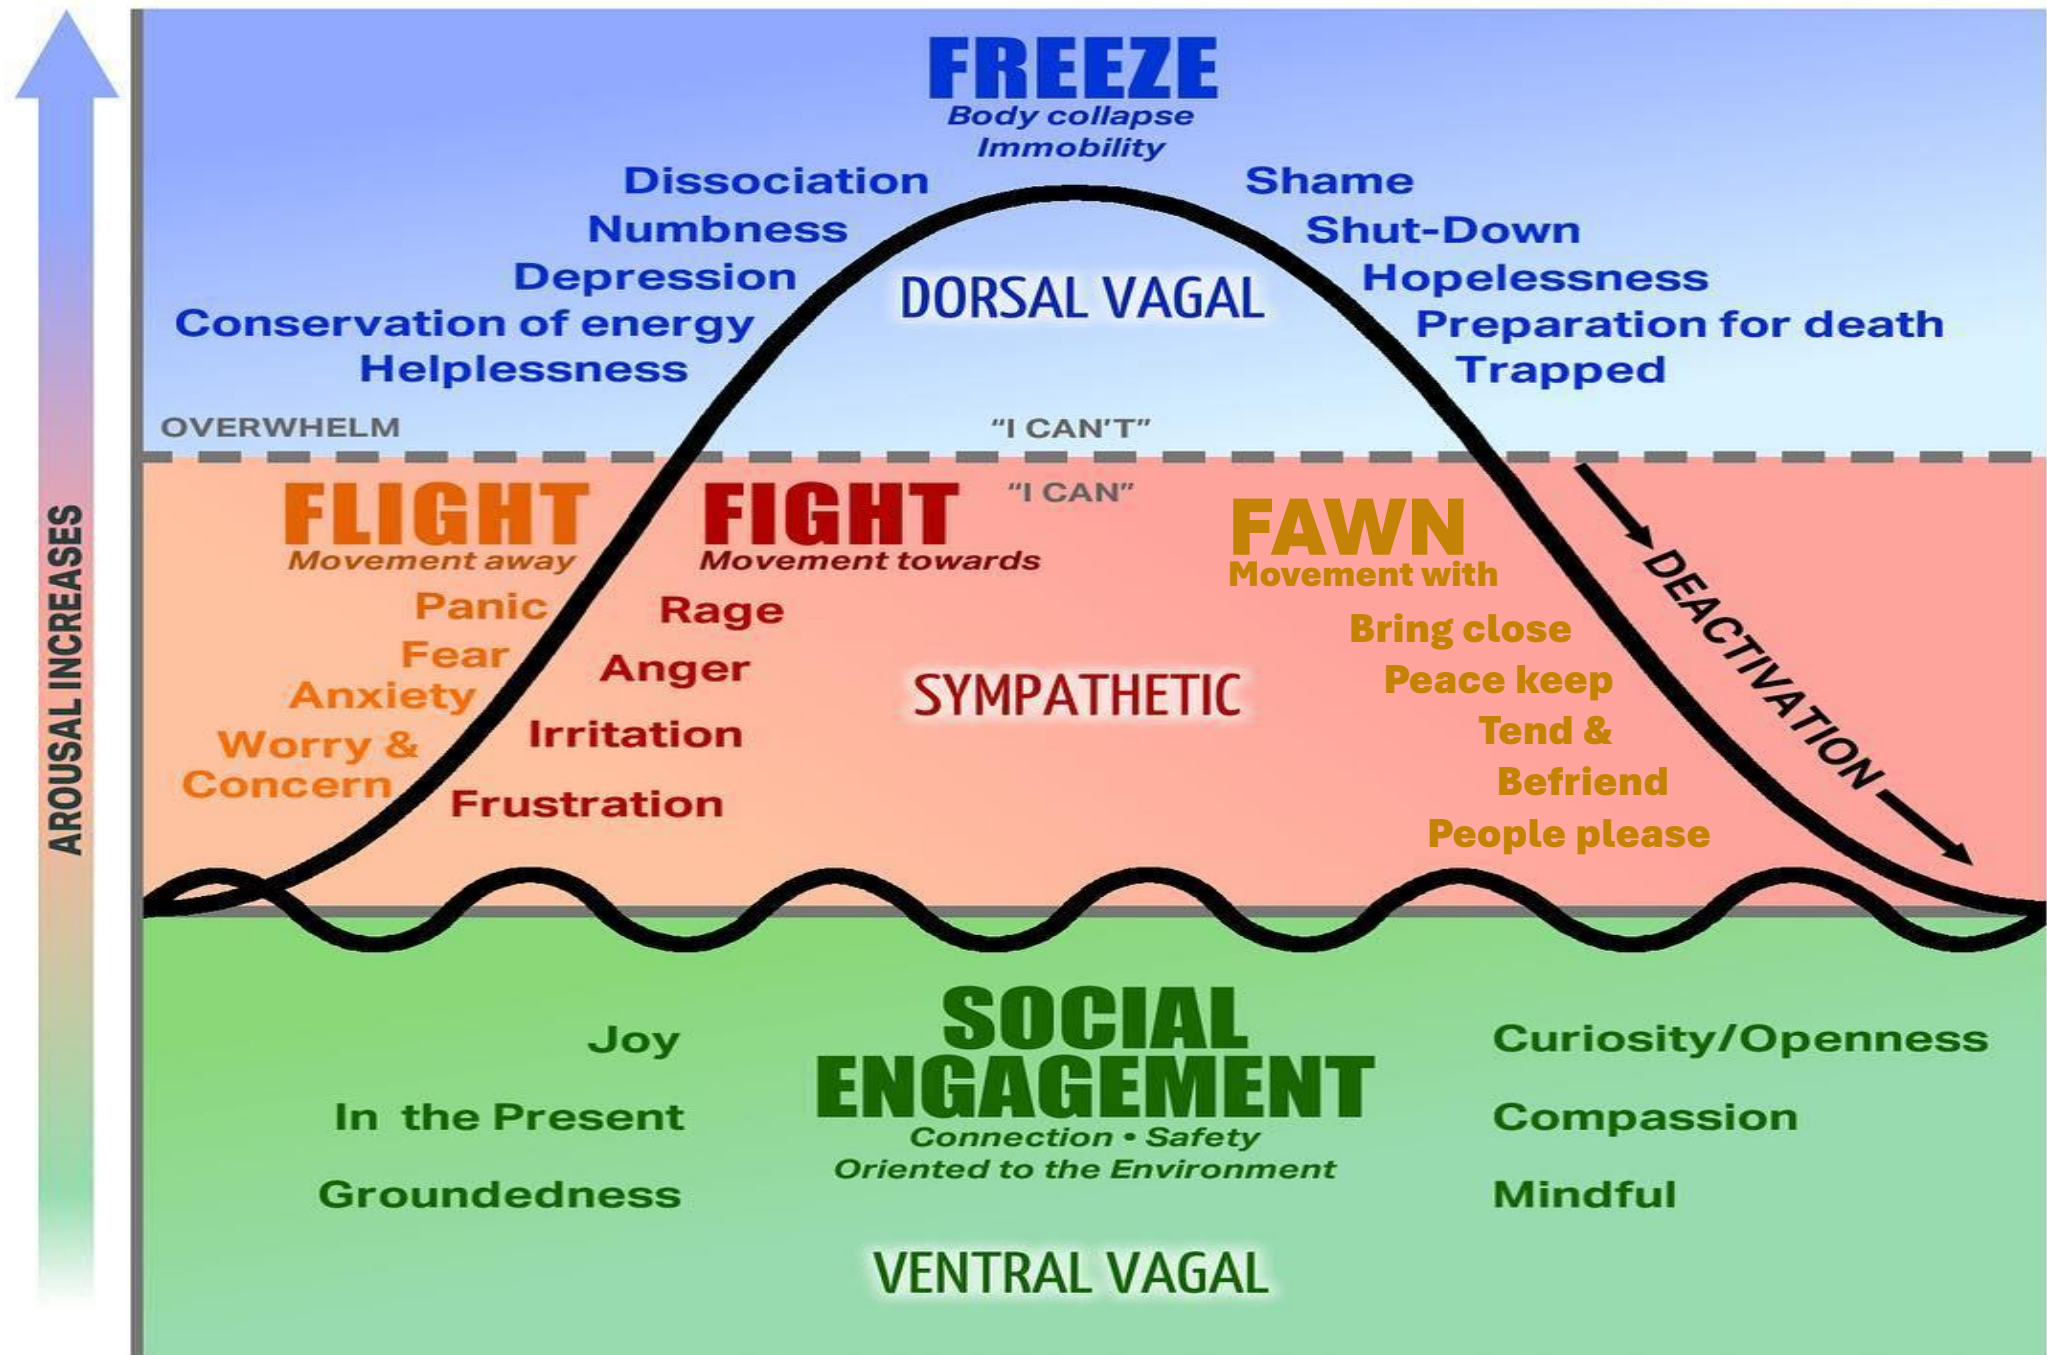 FREEZE
Body collapse
Immobility
Dissociation
Numbness
Depression
Conservation of energy
Helplessness
Shame
Shut-Down
Hopelessness
Preparation for death
Trapped
DORSAL VAGAL
OVERWHELM
"I CAN'T"
"I CAN"
FLIGHT
Movement away
Panic
Fear
Anxiety
Worry &
Concern
FIGHT
Movement towards
Rage
Anger
Irritation
Frustration
SYMPATHETIC
FAWN
Movement with
Bring close
Peace keep
Tend &
Befriend
People please
DEACTIVATION
AROUSAL INCREASES
SOCIAL
ENGAGEMENT
Connection • Safety
Oriented to the Environment
Joy
In the Present
Groundedness
Curiosity/Openness
Compassion
Mindful
VENTRAL VAGAL